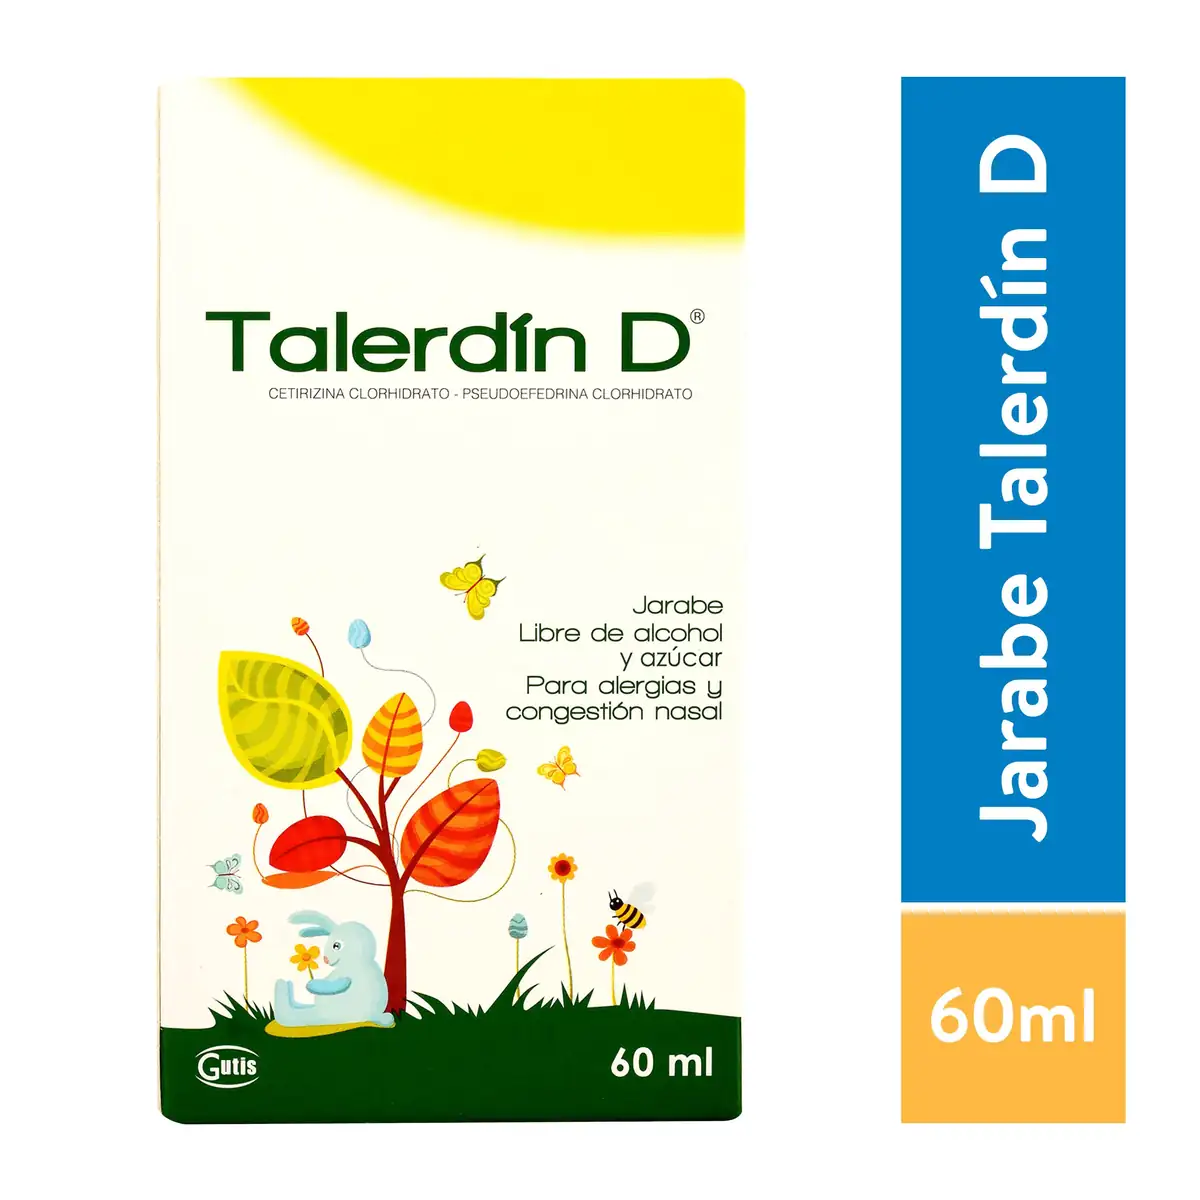 Talerdín D®
CETIRIZINA CLORHIDRATO - PSEUDOEFEDRINA CLORHIDRATO
Jarabe
Libre de alcohol
y azúcar
Para alergias y
congestión nasal
Gutis
60 ml
Jarabe Talerdín D
60ml